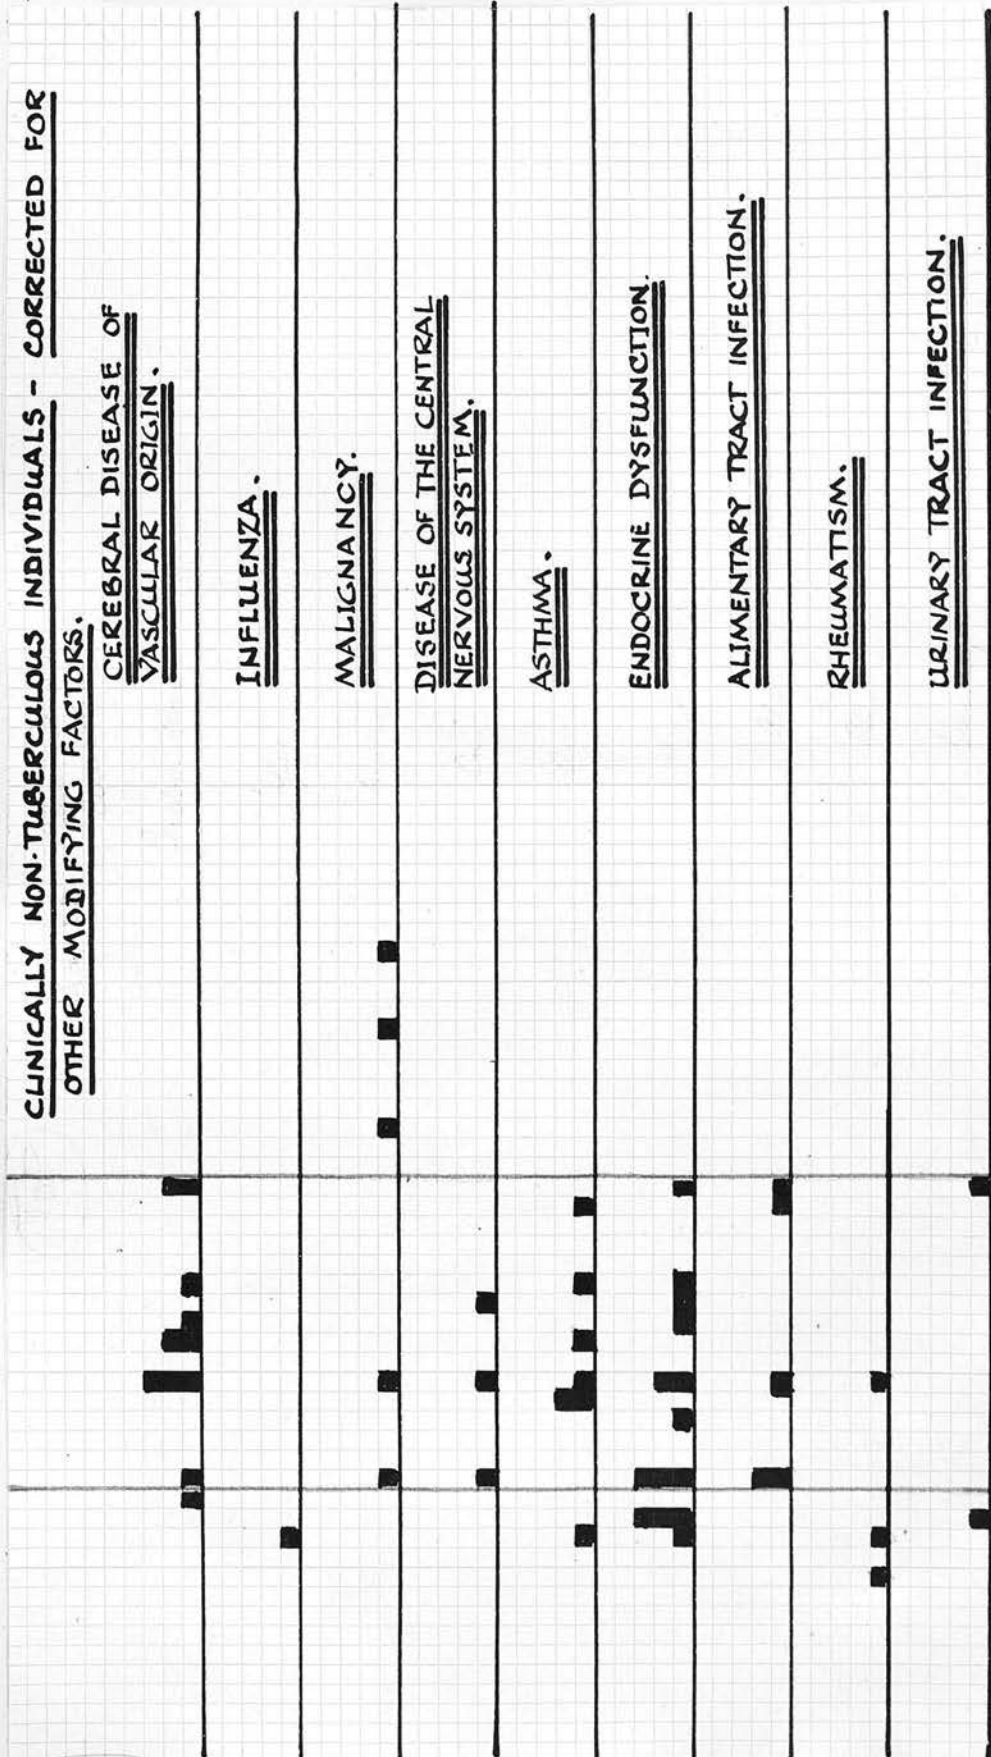 CLINICALLY NON-TUBERCULOUS INDIVIDUALS - CORRECTED FOR
OTHER MODIFYING FACTORS.
CEREBRAL DISEASE OF
VASCULAR ORIGIN.
INFLUENZA.
MALIGNANCY.
DISEASE OF THE CENTRAL
NERVOUS SYSTEM.
ASTHMA.
ENDOCRINE DYSFUNCTION.
ALIMENTARY TRACT INFECTION.
RHEUMATISM.
URINARY TRACT INFECTION.